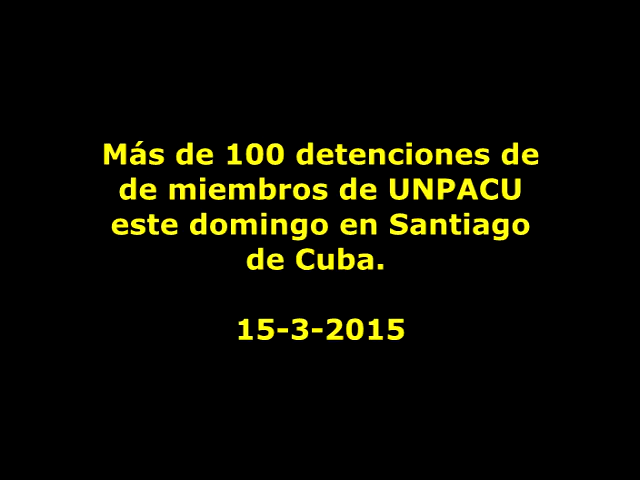 Más de 100 detenciones de
de miembros de UNPACU
este domingo en Santiago
de Cuba.
15-3-2015